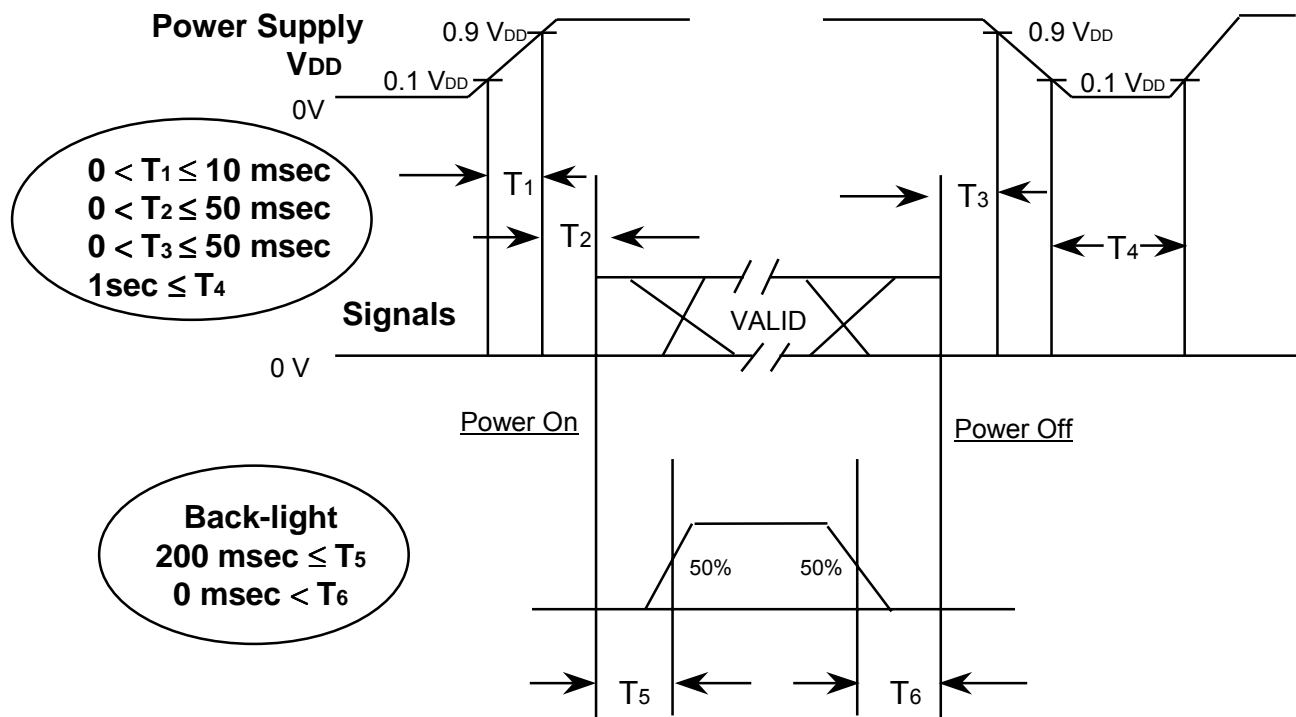 Power Supply
VDD
0.9 VDD
0.9 VDD
0.1 VDD
0.1 VDD
0V
0 < T1 ≤ 10 msec
0 < T2 ≤ 50 msec
0 < T3 ≤ 50 msec
1sec ≤ T4
T1
T3
T2
T4
Signals
VALID
0 V
Power On
Power Off
Back-light
200 msec ≤ T5
0 msec < T6
50%
50%
T5
T6